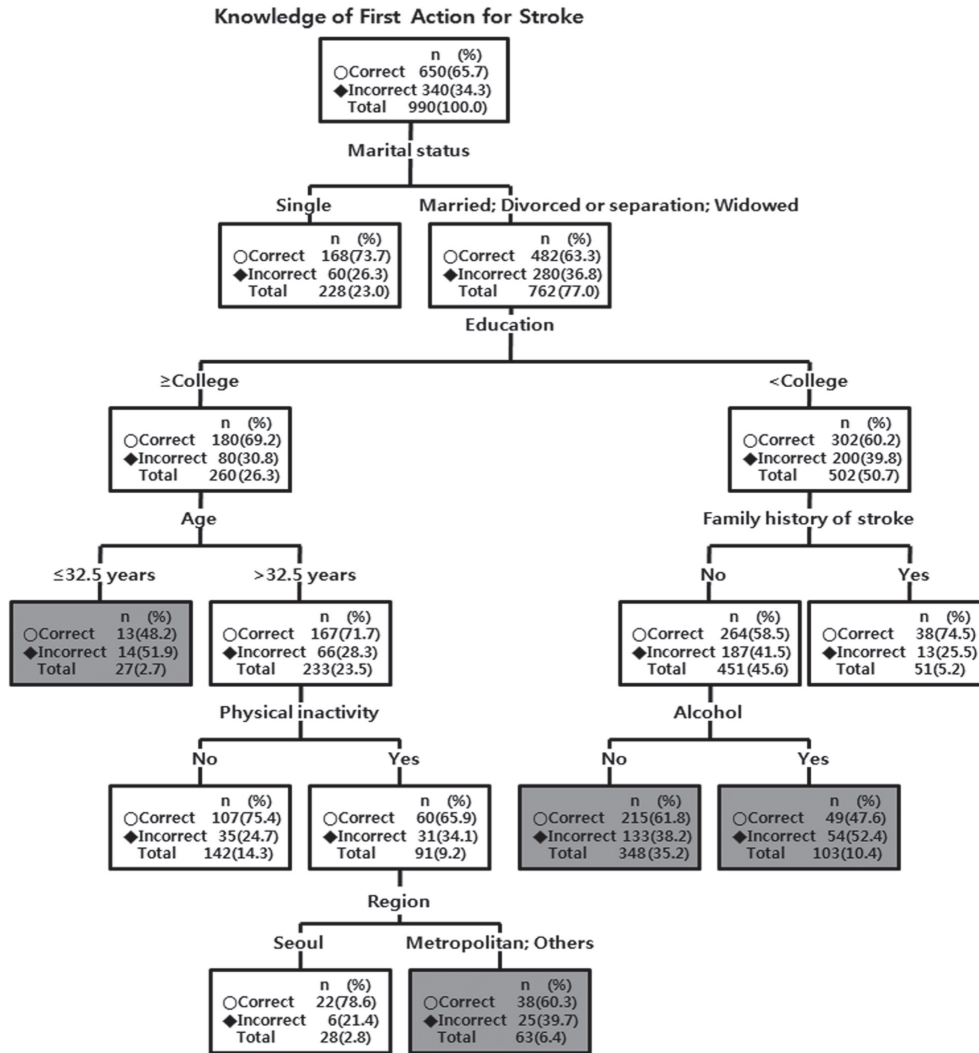 Knowledge of First Action for Stroke
n (%)
○Correct 650(65.7)
◆Incorrect 340(34.3)
Total 990(100.0)
Marital status
Single
n (%)
○Correct 168(73.7)
◆Incorrect 60(26.3)
Total 228(23.0)
Married; Divorced or separation; Widowed
n (%)
○Correct 482(63.3)
◆Incorrect 280(36.8)
Total 762(77.0)
Education
≥College
n (%)
○Correct 180(69.2)
◆Incorrect 80(30.8)
Total 260(26.3)
<College
n (%)
○Correct 302(60.2)
◆Incorrect 200(39.8)
Total 502(50.7)
Age
≤32.5 years
n (%)
○Correct 13(48.2)
◆Incorrect 14(51.9)
Total 27(2.7)
>32.5 years
n (%)
○Correct 167(71.7)
◆Incorrect 66(28.3)
Total 233(23.5)
Family history of stroke
No
n (%)
○Correct 264(58.5)
◆Incorrect 187(41.5)
Total 451(45.6)
Yes
n (%)
○Correct 38(74.5)
◆Incorrect 13(25.5)
Total 51(5.2)
Physical inactivity
No
n (%)
○Correct 107(75.4)
◆Incorrect 35(24.7)
Total 142(14.3)
Yes
n (%)
○Correct 60(65.9)
◆Incorrect 31(34.1)
Total 91(9.2)
Alcohol
No
n (%)
○Correct 215(61.8)
◆Incorrect 133(38.2)
Total 348(35.2)
Yes
n (%)
○Correct 49(47.6)
◆Incorrect 54(52.4)
Total 103(10.4)
Region
Seoul
n (%)
○Correct 22(78.6)
◆Incorrect 6(21.4)
Total 28(2.8)
Metropolitan; Others
n (%)
○Correct 38(60.3)
◆Incorrect 25(39.7)
Total 63(6.4)